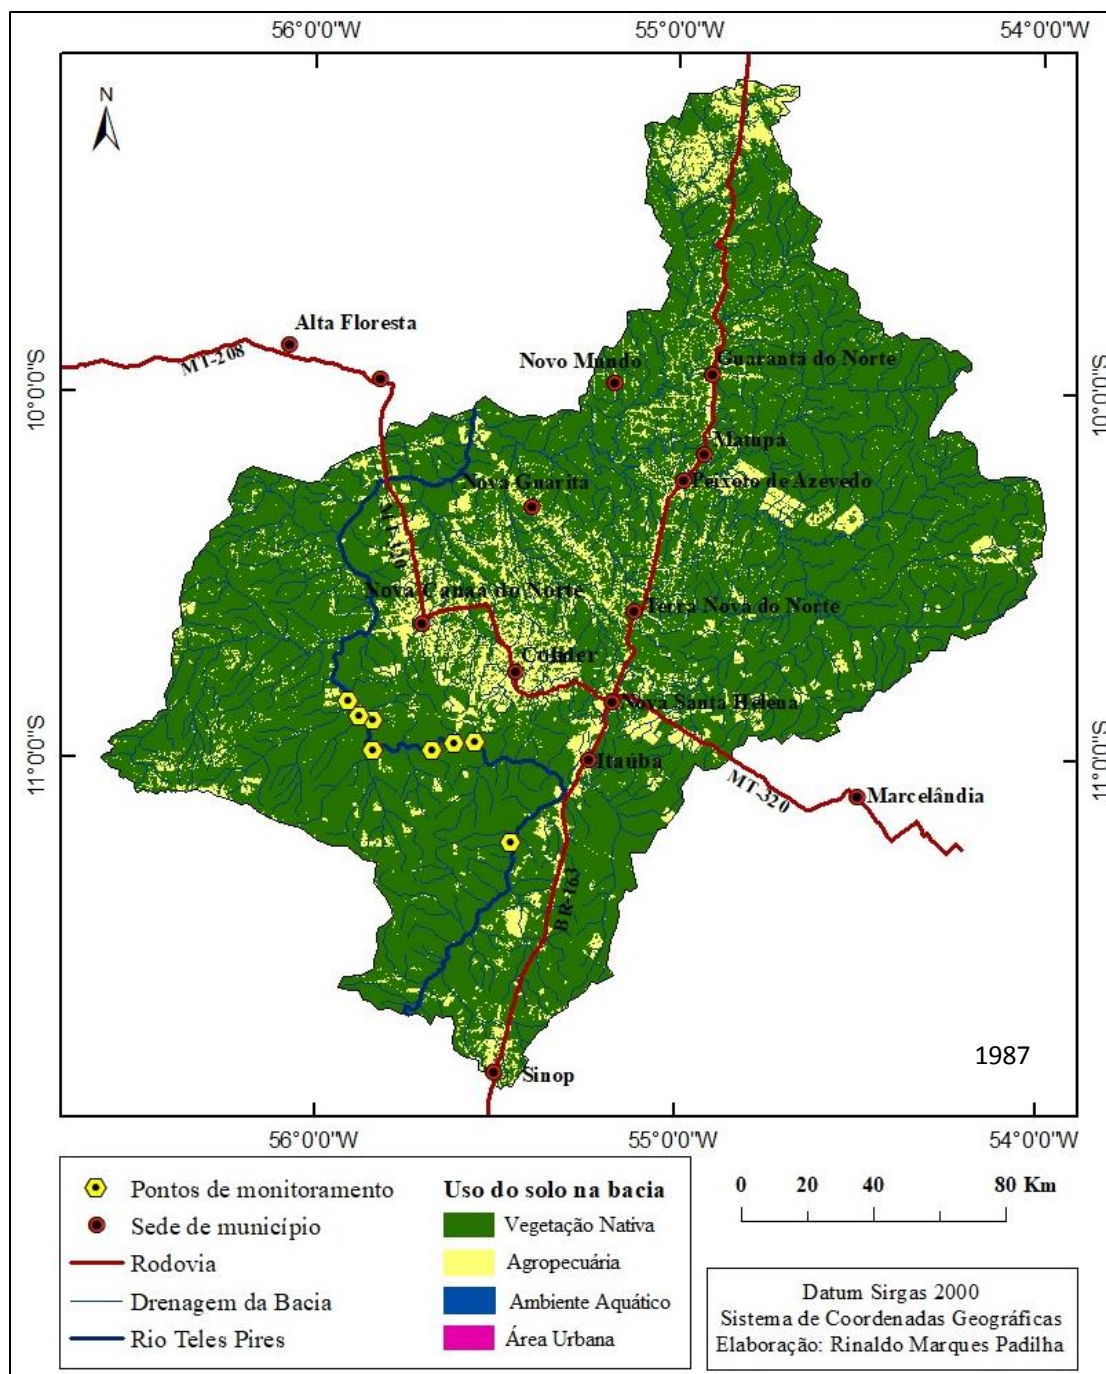 56°0'0"W
55°0'0"W
54°0'0"W
N
Alta Floresta
MT-208
Novo Mundo
Guarantã do Norte
10°0'0"S
10°0'0"S
Matupá
Nova Guarita
Peixoto de Azevedo
MT-320
Nova Canaã do Norte
Terra Nova do Norte
Colíder
Nova Santa Helena
11°0'0"S
11°0'0"S
Itaúba
MT-320
Marcelândia
BR-163
1987
Sinop
56°0'0"W
55°0'0"W
54°0'0"W
Pontos de monitoramento
Sede de município
Rodovia
Drenagem da Bacia
Rio Teles Pires
Uso do solo na bacia
Vegetação Nativa
Agropecuária
Ambiente Aquático
Área Urbana
0 20 40 80 Km
Datum Sirgas 2000
Sistema de Coordenadas Geográficas
Elaboração: Rinaldo Marques Padilha